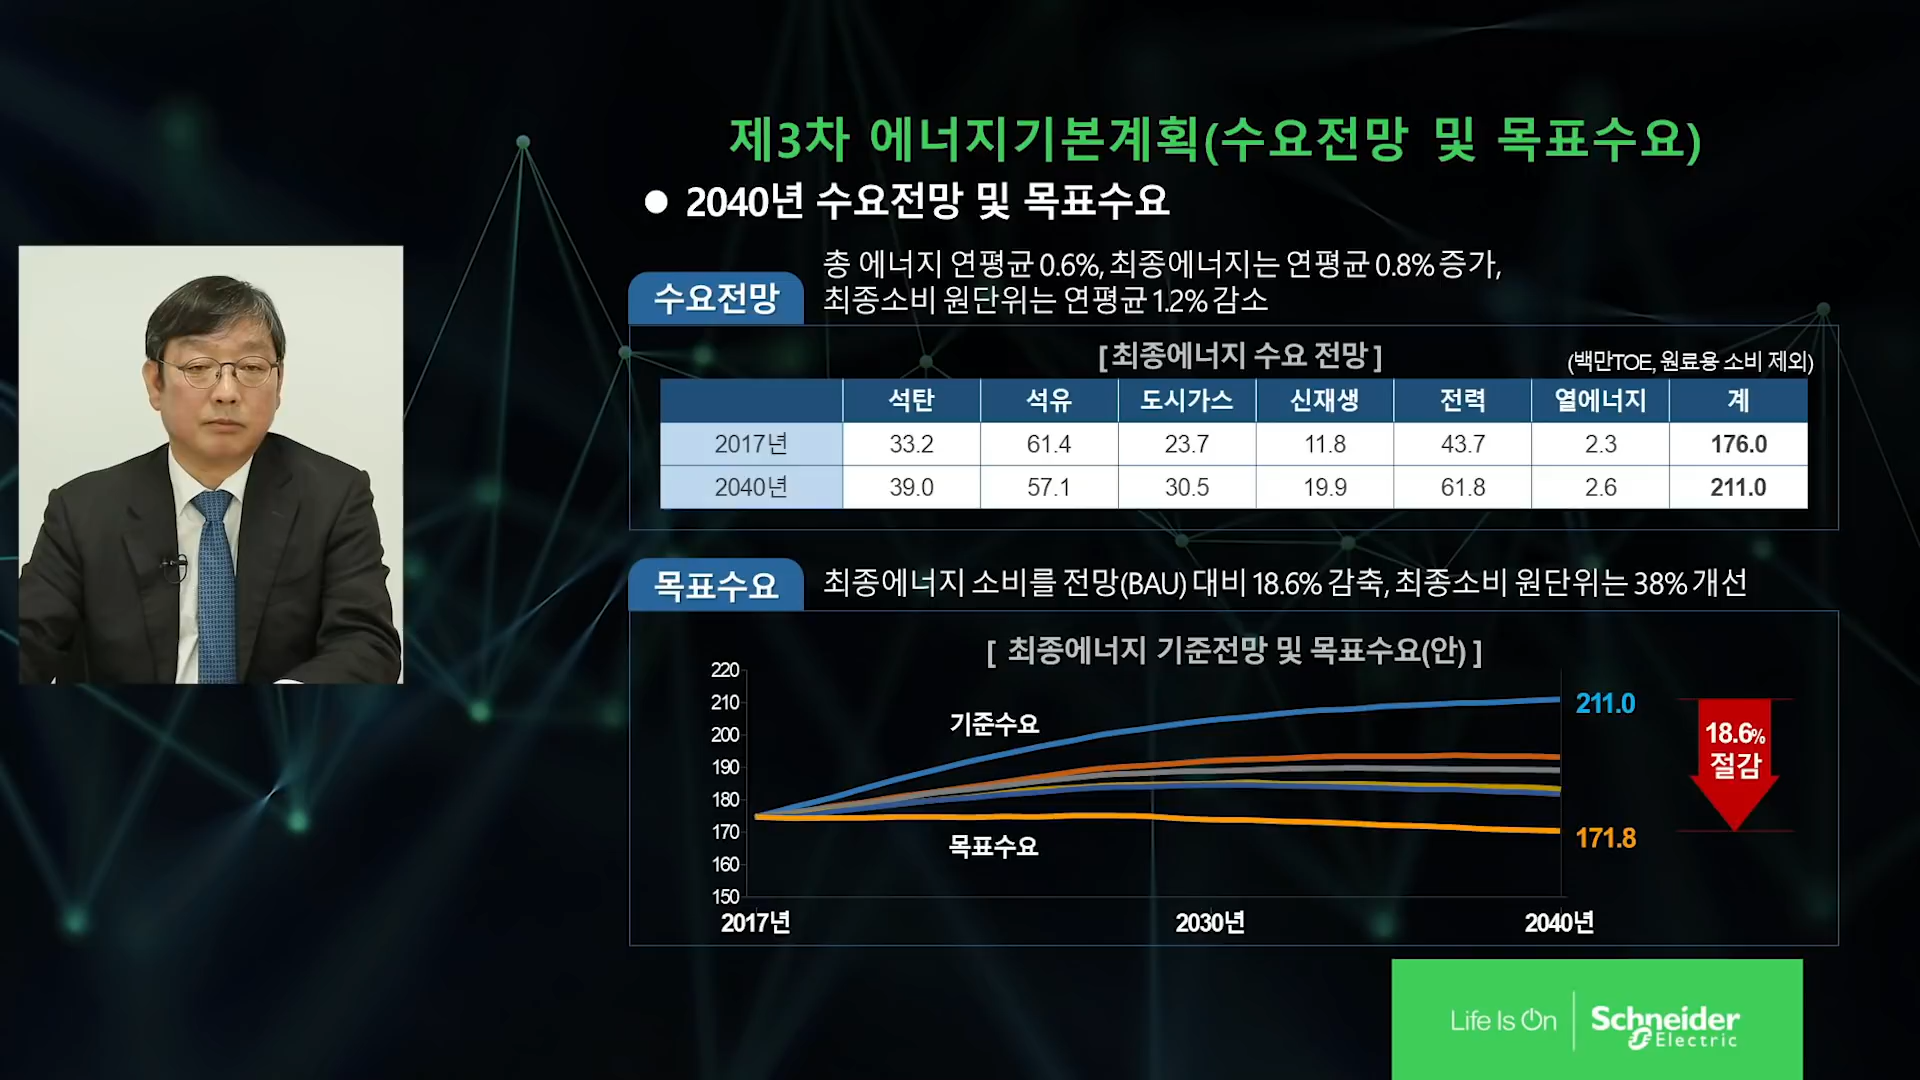 제3차 에너지기본계획(수요전망 및 목표수요)
● 2040년 수요전망 및 목표수요
수요전망
총 에너지 연평균 0.6%, 최종에너지는 연평균 0.8% 증가,
최종소비 원단위는 연평균 1.2% 감소
[ 최종에너지 수요 전망 ]
(백만TOE, 원료용 소비 제외)
석탄 석유 도시가스 신재생 전력 열에너지 계
2017년 33.2 61.4 23.7 11.8 43.7 2.3 176.0
2040년 39.0 57.1 30.5 19.9 61.8 2.6 211.0
목표수요
최종에너지 소비를 전망(BAU) 대비 18.6% 감축, 최종소비 원단위는 38% 개선
[ 최종에너지 기준전망 및 목표수요(안) ]
220
210
200
190
180
170
160
150
기준수요
목표수요
211.0
171.8
18.6%
절감
2017년 2030년 2040년
Life Is On
Schneider
Electric